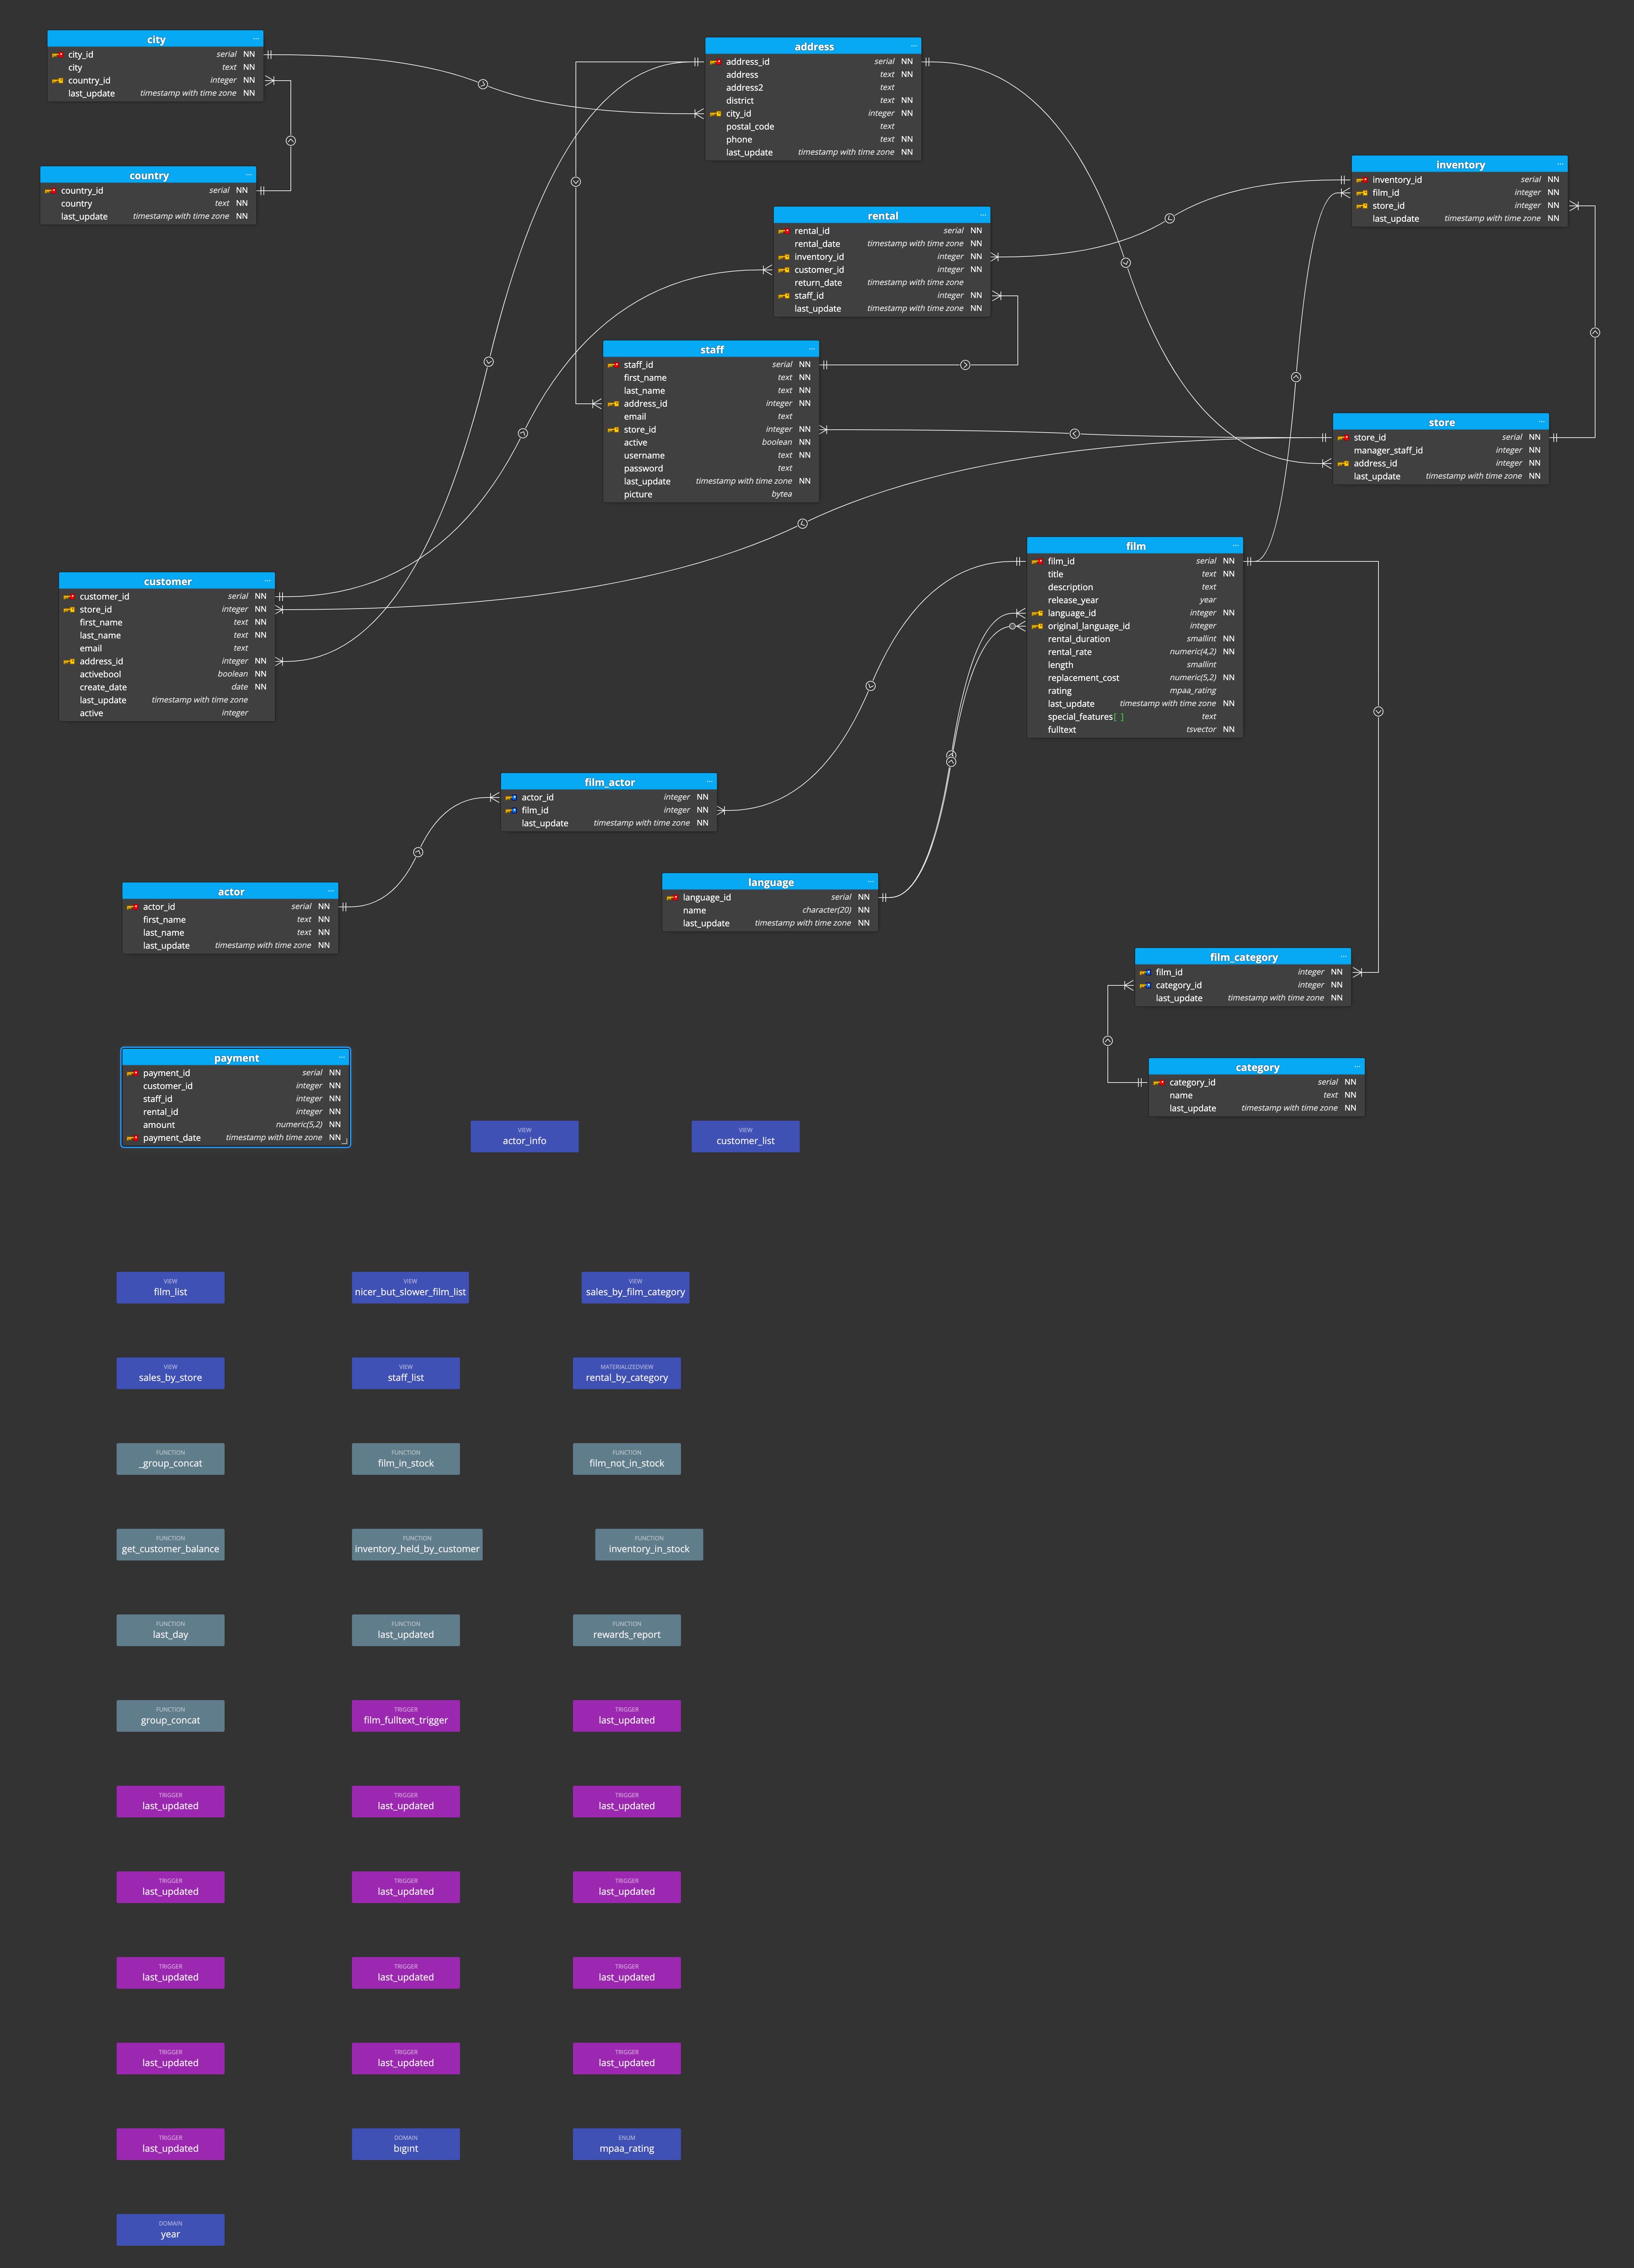 city
city_id serial NN
city text NN
country_id integer NN
last_update timestamp with time zone NN
address
address_id serial NN
address text NN
address2 text
district text NN
city_id integer NN
postal_code text
phone text NN
last_update timestamp with time zone NN
country
country_id serial NN
country text NN
last_update timestamp with time zone NN
inventory
inventory_id serial NN
film_id integer NN
store_id integer NN
last_update timestamp with time zone NN
rental
rental_id serial NN
rental_date timestamp with time zone NN
inventory_id integer NN
customer_id integer NN
return_date timestamp with time zone
staff_id integer NN
last_update timestamp with time zone NN
staff
staff_id serial NN
first_name text NN
last_name text NN
address_id integer NN
email text
store_id integer NN
active boolean NN
username text NN
password text
last_update timestamp with time zone NN
picture bytea
store
store_id serial NN
manager_staff_id integer NN
address_id integer NN
last_update timestamp with time zone NN
customer
customer_id serial NN
store_id integer NN
first_name text NN
last_name text NN
email text
address_id integer NN
activebool boolean NN
create_date date NN
last_update timestamp with time zone
active integer
film
film_id serial NN
title text NN
description text
release_year year
language_id integer NN
original_language_id integer
rental_duration smallint NN
rental_rate numeric(4,2) NN
length smallint
replacement_cost numeric(5,2) NN
rating mpaa_rating
last_update timestamp with time zone NN
special_features[ ] text
fulltext tsvector NN
film_actor
actor_id integer NN
film_id integer NN
last_update timestamp with time zone NN
actor
actor_id serial NN
first_name text NN
last_name text NN
last_update timestamp with time zone NN
language
language_id serial NN
name character(20) NN
last_update timestamp with time zone NN
film_category
film_id integer NN
category_id integer NN
last_update timestamp with time zone NN
category
category_id serial NN
name text NN
last_update timestamp with time zone NN
payment
payment_id serial NN
customer_id integer NN
staff_id integer NN
rental_id integer NN
amount numeric(5,2) NN
payment_date timestamp with time zone NN
VIEW
actor_info
VIEW
customer_list
VIEW
film_list
VIEW
nicer_but_slower_film_list
VIEW
sales_by_film_category
VIEW
sales_by_store
VIEW
staff_list
MATERIALIZEDVIEW
rental_by_category
FUNCTION
_group_concat
FUNCTION
film_in_stock
FUNCTION
film_not_in_stock
FUNCTION
get_customer_balance
FUNCTION
inventory_held_by_customer
FUNCTION
inventory_in_stock
FUNCTION
last_day
FUNCTION
last_updated
FUNCTION
rewards_report
FUNCTION
group_concat
TRIGGER
film_fulltext_trigger
TRIGGER
last_updated
TRIGGER
last_updated
TRIGGER
last_updated
TRIGGER
last_updated
TRIGGER
last_updated
TRIGGER
last_updated
TRIGGER
last_updated
TRIGGER
last_updated
TRIGGER
last_updated
TRIGGER
last_updated
TRIGGER
last_updated
TRIGGER
last_updated
TRIGGER
last_updated
TRIGGER
last_updated
DOMAIN
bıgınt
ENUM
mpaa_rating
DOMAIN
year